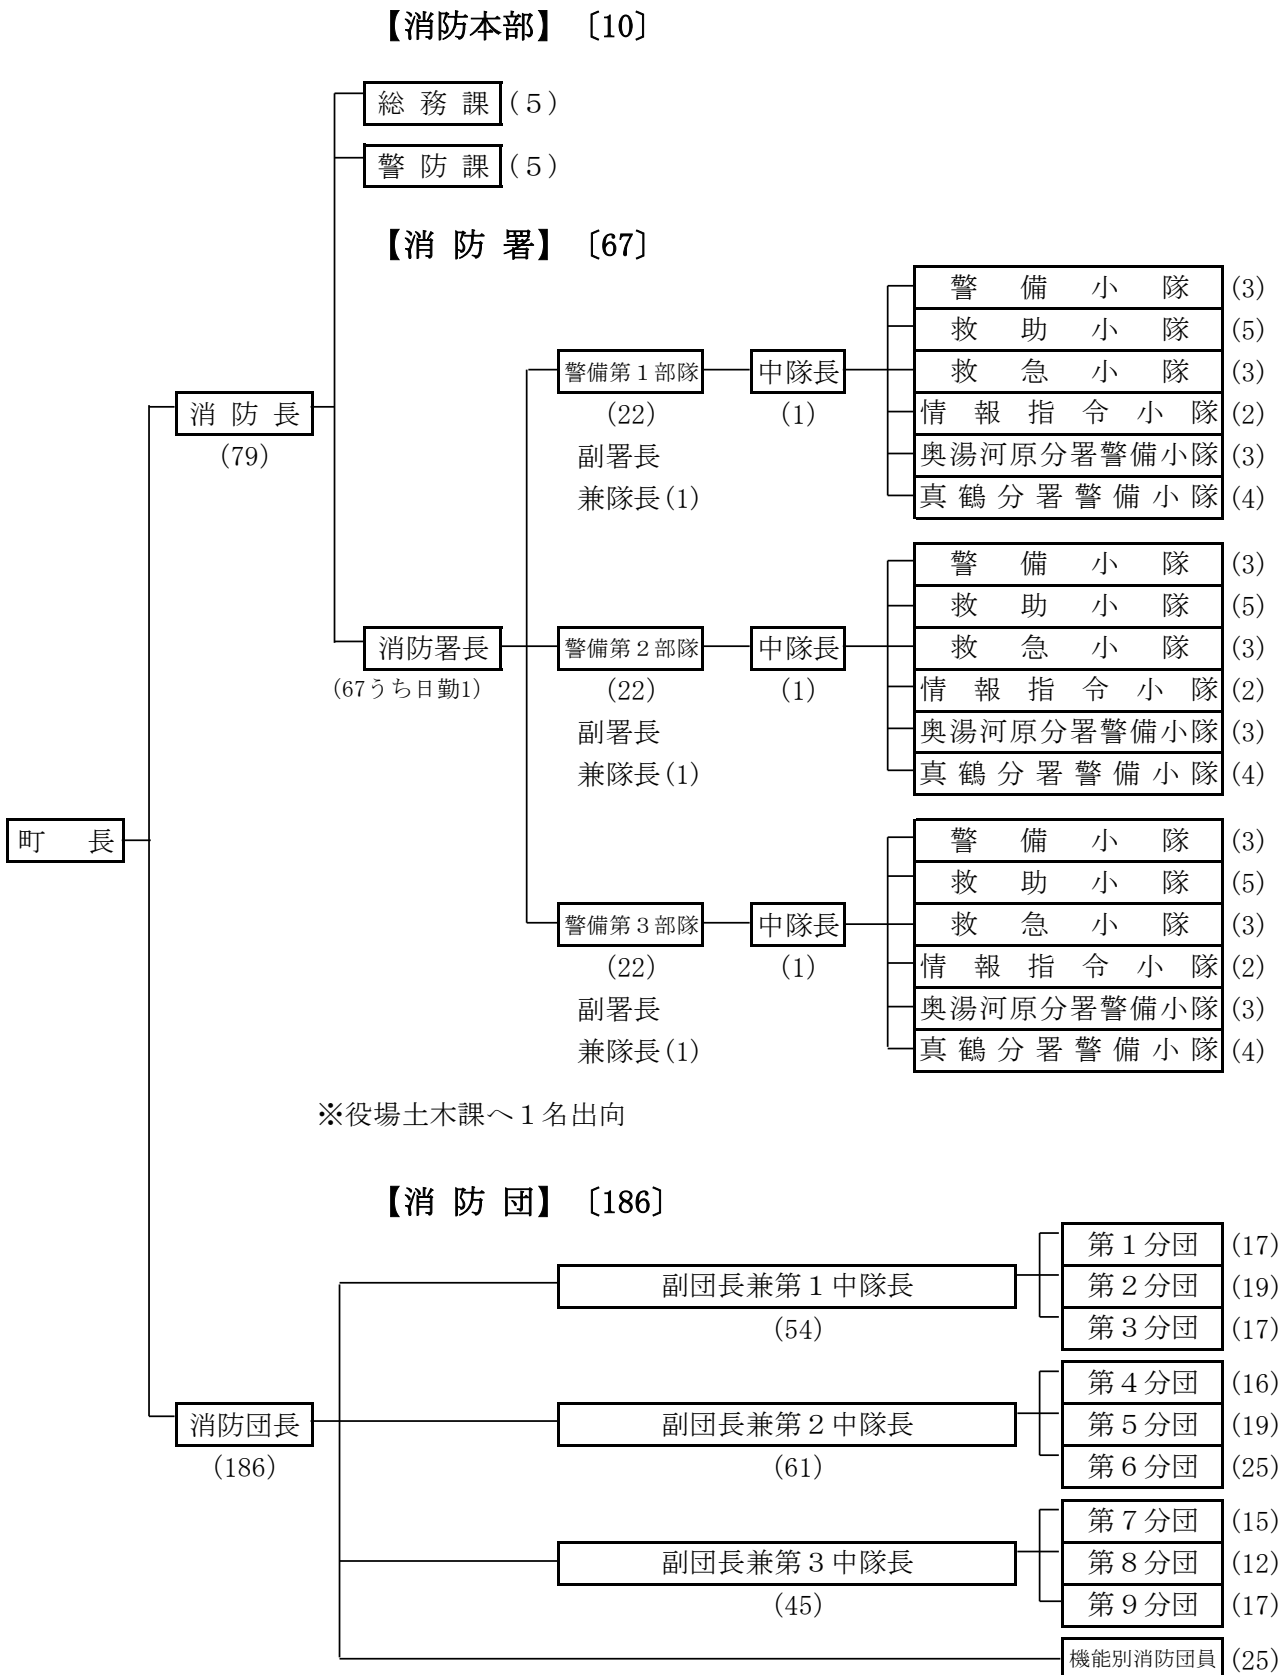 【消防本部】〔10〕
総務課(5)
警防課(5)
【消防署】〔67〕
警備小隊(3)
救助小隊(5)
警備第1部隊 中隊長 救急小隊(3)
(22) (1) 情報指令小隊(2)
消防長
(79)
副署長 奥湯河原分署警備小隊(3)
兼隊長(1) 真鶴分署警備小隊(4)
警備小隊(3)
救助小隊(5)
消防署長 警備第2部隊 中隊長 救急小隊(3)
(67うち日勤1) (22) (1) 情報指令小隊(2)
副署長 奥湯河原分署警備小隊(3)
兼隊長(1) 真鶴分署警備小隊(4)
町長 警備小隊(3)
救助小隊(5)
警備第3部隊 中隊長 救急小隊(3)
(22) (1) 情報指令小隊(2)
副署長 奥湯河原分署警備小隊(3)
兼隊長(1) 真鶴分署警備小隊(4)
※役場土木課へ1名出向
【消防団】〔186〕
第1分団(17)
副団長兼第1中隊長 第2分団(19)
(54) 第3分団(17)
第4分団(16)
消防団長 副団長兼第2中隊長 第5分団(19)
(186) (61) 第6分団(25)
第7分団(15)
副団長兼第3中隊長 第8分団(12)
(45) 第9分団(17)
機能別消防団員(25)